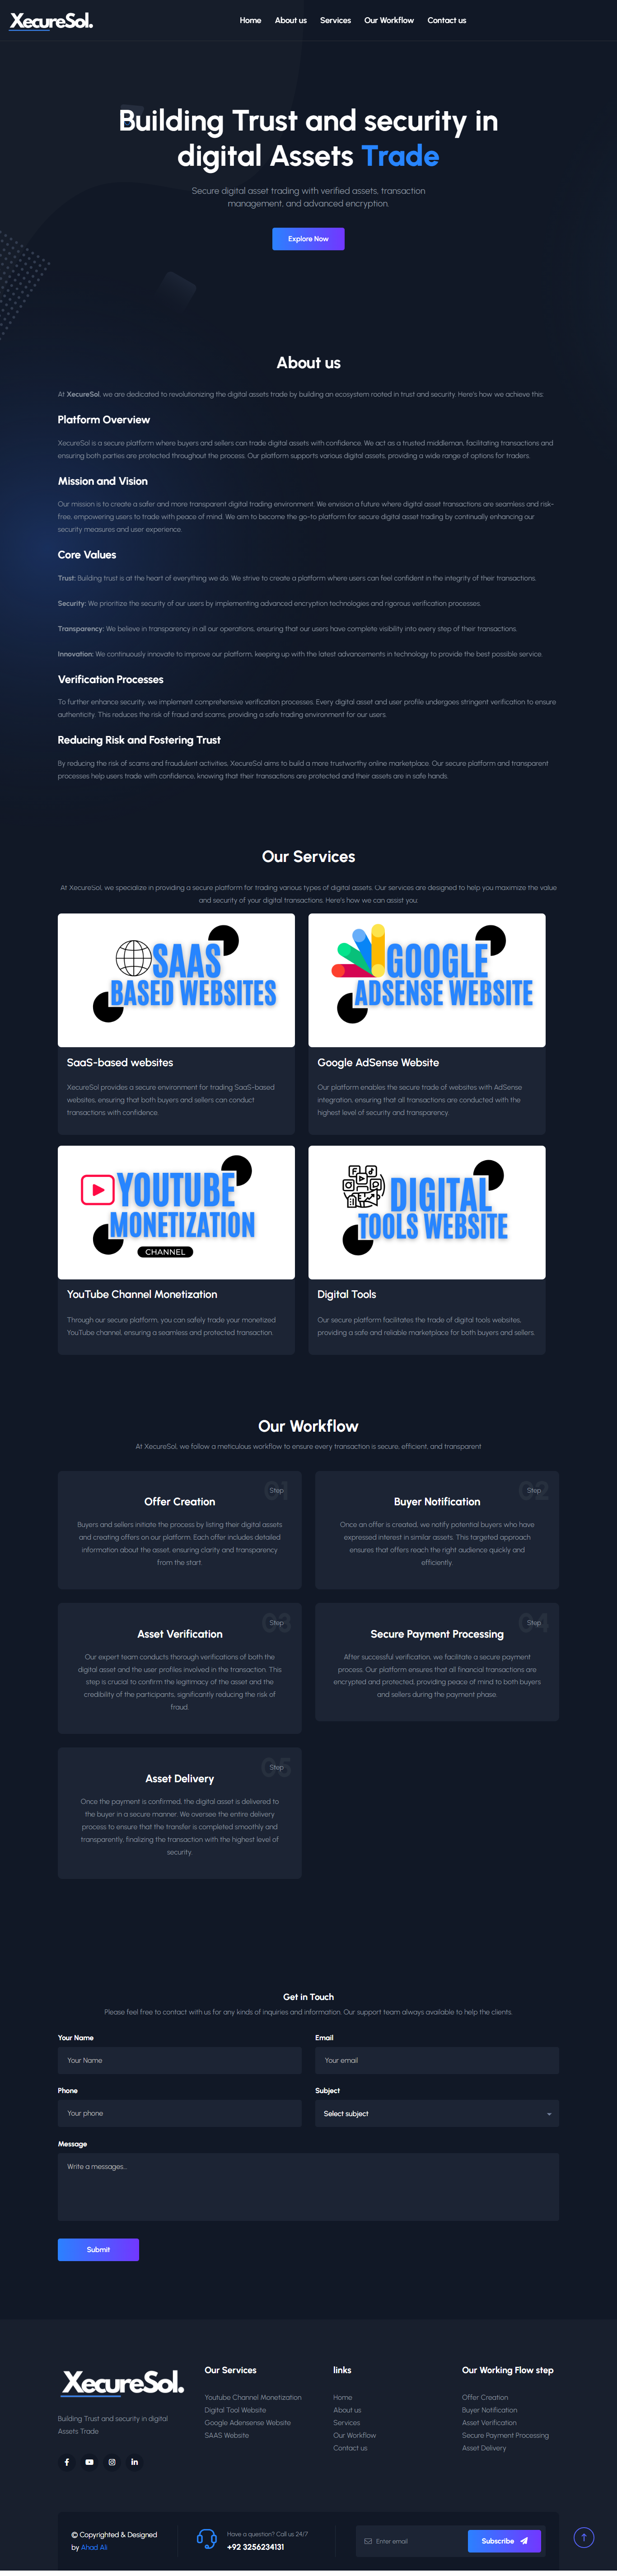 XecureSol.
Home
About us
Services
Our Workflow
Contact us
Building Trust and security in
digital Assets Trade
Secure digital asset trading with verified assets, transaction
management, and advanced encryption.
Explore Now
About us
At XecureSol, we are dedicated to revolutionizing the digital assets trade by building an ecosystem rooted in trust and security. Here's how we achieve this:
Platform Overview
XecureSol is a secure platform where buyers and sellers can trade digital assets with confidence. We act as a trusted middleman, facilitating transactions and
ensuring both parties are protected throughout the process. Our platform supports various digital assets, providing a wide range of options for traders.
Mission and Vision
Our mission is to create a safer and more transparent digital trading environment. We envision a future where digital asset transactions are seamless and risk-
free, empowering users to trade with peace of mind. We aim to become the go-to platform for secure digital asset trading by continually enhancing our
security measures and user experience.
Core Values
Trust: Building trust is at the heart of everything we do. We strive to create a platform where users can feel confident in the integrity of their transactions.
Security: We prioritize the security of our users by implementing advanced encryption technologies and rigorous verification processes.
Transparency: We believe in transparency in all our operations, ensuring that our users have complete visibility into every step of their transactions.
Innovation: We continuously innovate to improve our platform, keeping up with the latest advancements in technology to provide the best possible service.
Verification Processes
To further enhance security, we implement comprehensive verification processes. Every digital asset and user profile undergoes stringent verification to ensure
authenticity. This reduces the risk of fraud and scams, providing a safe trading environment for our users.
Reducing Risk and Fostering Trust
By reducing the risk of scams and fraudulent activities, XecureSol aims to build a more trustworthy online marketplace. Our secure platform and transparent
processes help users trade with confidence, knowing that their transactions are protected and their assets are in safe hands.
Our Services
At XecureSol, we specialize in providing a secure platform for trading various types of digital assets. Our services are designed to help you maximize the value
and security of your digital transactions. Here's how we can assist you:
SAAS
BASED WEBSITES
GOOGLE
ADSENSE WEBSITE
SaaS-based websites
XecureSol provides a secure environment for trading SaaS-based
websites, ensuring that both buyers and sellers can conduct
transactions with confidence.
Google AdSense Website
Our platform enables the secure trade of websites with AdSense
integration, ensuring that all transactions are conducted with the
highest level of security and transparency.
YOUTUBE
MONETIZATION
CHANNEL
DIGITAL
TOOLS WEBSITE
YouTube Channel Monetization
Through our secure platform, you can safely trade your monetized
YouTube channel, ensuring a seamless and protected transaction.
Digital Tools
Our secure platform facilitates the trade of digital tools websites,
providing a safe and reliable marketplace for both buyers and sellers,
Our Workflow
At XecureSol, we follow a meticulous workflow to ensure every transaction is secure, efficient, and transparent
01
Step
Offer Creation
Buyers and sellers initiate the process by listing their digital assets
and creating offers on our platform. Each offer includes detailed
information about the asset, ensuring clarity and transparency
from the start.
02
Step
Buyer Notification
Once an offer is created, we notify potential buyers who have
expressed interest in similar assets. This targeted approach
ensures that offers reach the right audience quickly and
efficiently.
03
Step
Asset Verification
Our expert team conducts thorough verifications of both the
digital asset and the user profiles involved in the transaction. This
step is crucial to confirm the legitimacy of the asset and the
credibility of the participants, significantly reducing the risk of
fraud.
04
Step
Secure Payment Processing
After successful verification, we facilitate a secure payment
process. Our platform ensures that all financial transactions are
encrypted and protected, providing peace of mind to both buyers
and sellers during the payment phase.
05
Step
Asset Delivery
Once the payment is confirmed, the digital asset is delivered to
the buyer in a secure manner. We oversee the entire delivery
process to ensure that the transfer is completed smoothly and
transparently, finalizing the transaction with the highest level of
security.
Get in Touch
Please feel free to contact with us for any kinds of inquiries and information. Our support team always available to help the clients.
Your Name
Your Name
Email
Your email
Phone
Your phone
Subject
Select subject
Message
Write a messages...
Submit
XecureSol.
Building Trust and security in digital
Assets Trade
Our Services
Youtube Channel Monetization
Digital Tool Website
Google Adensense Website
SAAS Website
links
Home
About us
Services
Our Workflow
Contact us
Our Working Flow step
Offer Creation
Buyer Notification
Asset Verification
Secure Payment Processing
Asset Delivery
© Copyrighted & Designed
by Ahad Ali
Have a question? Call us 24/7
+92 3256234131
Enter email
Subscribe